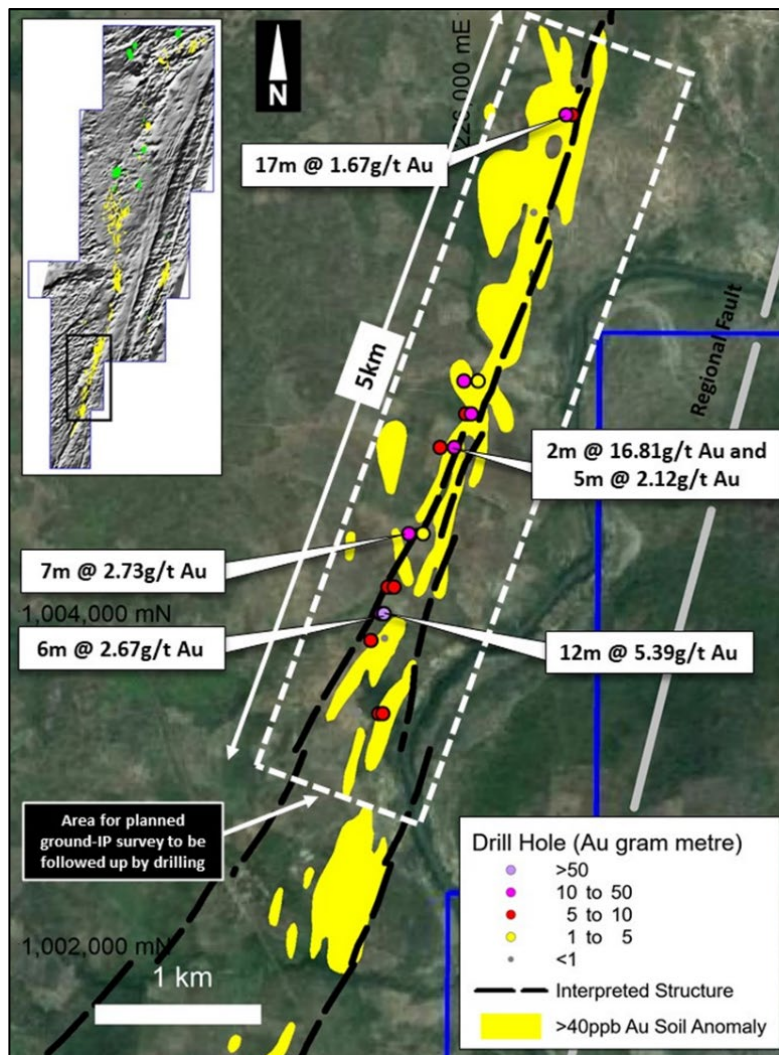 N
226,000 mE
17m @ 1.67g/t Au
5km
Regional Fault
2m @ 16.81g/t Au and
5m @ 2.12g/t Au
7m @ 2.73g/t Au
1,004,000 mN
6m @ 2.67g/t Au
12m @ 5.39g/t Au
Area for planned
ground-IP survey to be
followed up by drilling
1,002,000 mN
1 km
Drill Hole (Au gram metre)
>50
10 to 50
5 to 10
1 to 5
<1
Interpreted Structure
>40ppb Au Soil Anomaly